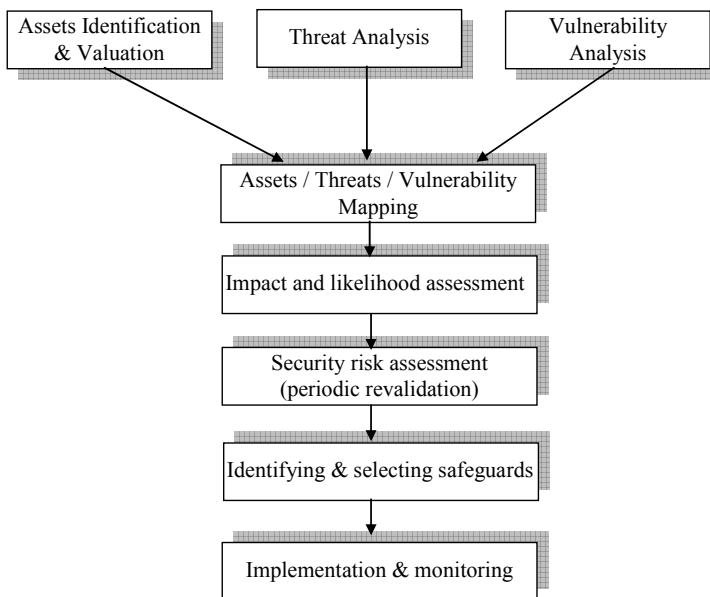 Assets Identification
& Valuation
Threat Analysis
Vulnerability
Analysis
Assets / Threats / Vulnerability
Mapping
Impact and likelihood assessment
Security risk assessment
(periodic revalidation)
Identifying & selecting safeguards
Implementation & monitoring